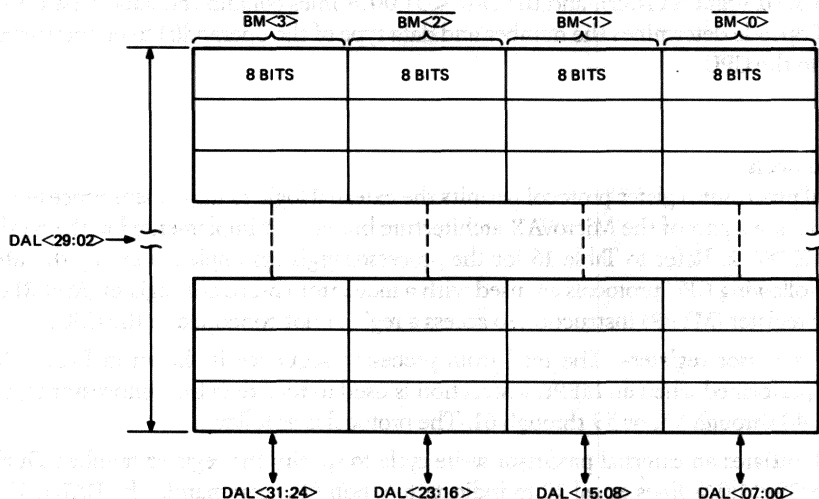 BM<3> BM<2> BM<1> BM<0>
8 BITS 8 BITS 8 BITS 8 BITS
DAL<29:02>
DAL<31:24> DAL<23:16> DAL<15:08> DAL<07:00>